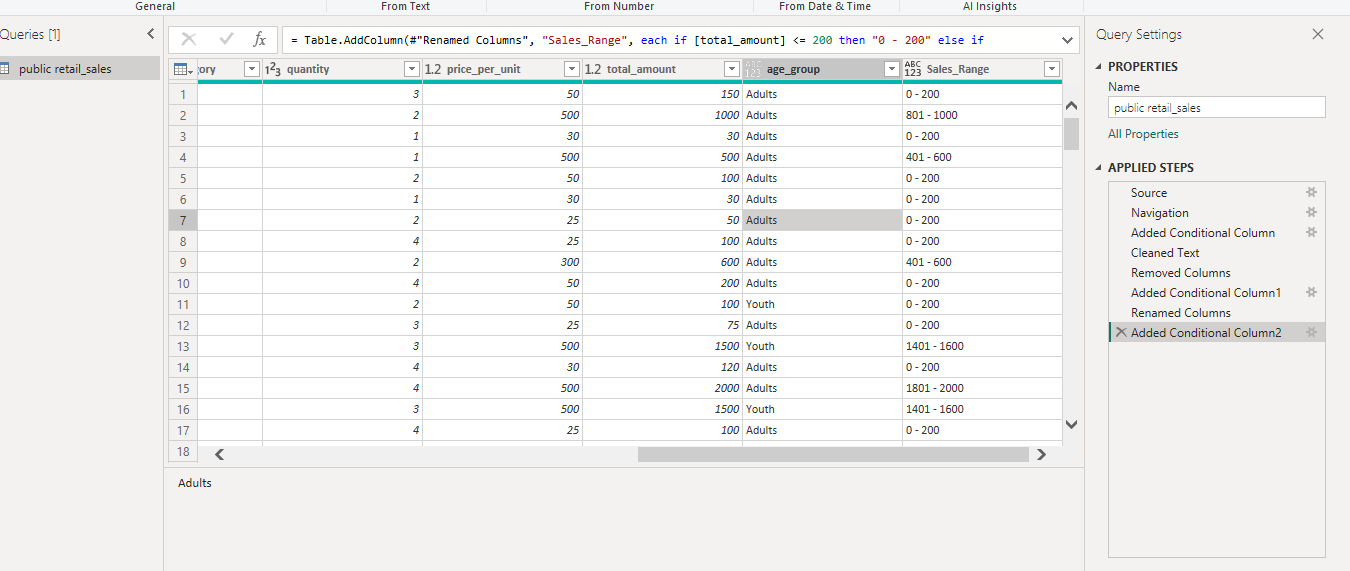 General From Text From Number From Date & Time AI Insights
Queries [1]
public retail_sales
fx = Table.AddColumn(#"Renamed Columns", "Sales_Range", each if [total_amount] <= 200 then "0 - 200" else if
ory 123 quantity 1.2 price_per_unit 1.2 total_amount ABC 123 age_group ABC 123 Sales_Range
1 3 50 150 Adults 0 - 200
2 2 500 1000 Adults 801 - 1000
3 1 30 30 Adults 0 - 200
4 1 500 500 Adults 401 - 600
5 2 50 100 Adults 0 - 200
6 1 30 30 Adults 0 - 200
7 2 25 50 Adults 0 - 200
8 4 25 100 Adults 0 - 200
9 2 300 600 Adults 401 - 600
10 4 50 200 Adults 0 - 200
11 2 50 100 Youth 0 - 200
12 3 25 75 Adults 0 - 200
13 3 500 1500 Youth 1401 - 1600
14 4 30 120 Adults 0 - 200
15 4 500 2000 Adults 1801 - 2000
16 3 500 1500 Youth 1401 - 1600
17 4 25 100 Adults 0 - 200
18
Adults
Query Settings
PROPERTIES
Name
public retail_sales
All Properties
APPLIED STEPS
Source
Navigation
Added Conditional Column
Cleaned Text
Removed Columns
Added Conditional Column1
Renamed Columns
Added Conditional Column2